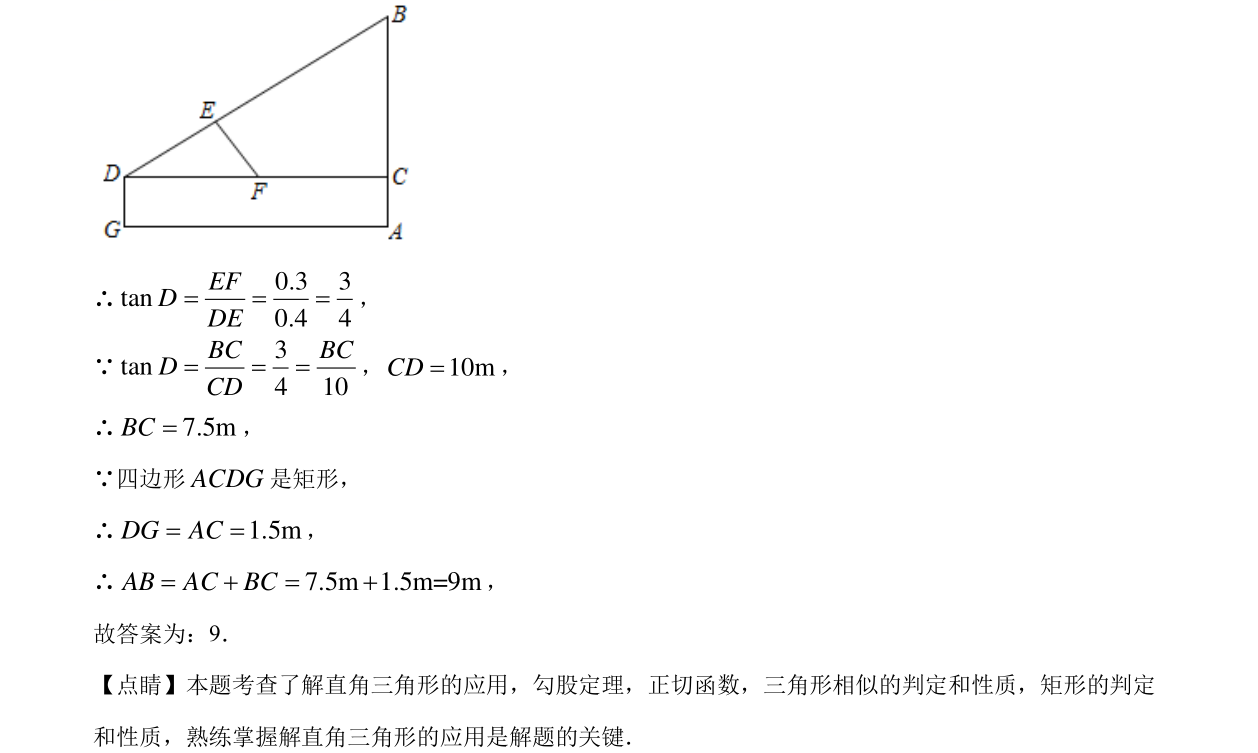 B
E
D
F
C
G
A
∴ tan D = EF/DE = 0.3/0.4 = 3/4，
∵ tan D = BC/CD = 3/4 = BC/10，CD = 10m，
∴ BC = 7.5m，
∵四边形 ACDG 是矩形，
∴ DG = AC = 1.5m，
∴ AB = AC + BC = 7.5m+1.5m=9m，
故答案为：9．
【点睛】本题考查了解直角三角形的应用，勾股定理，正切函数，三角形相似的判定和性质，矩形的判定
和性质，熟练掌握解直角三角形的应用是解题的关键．